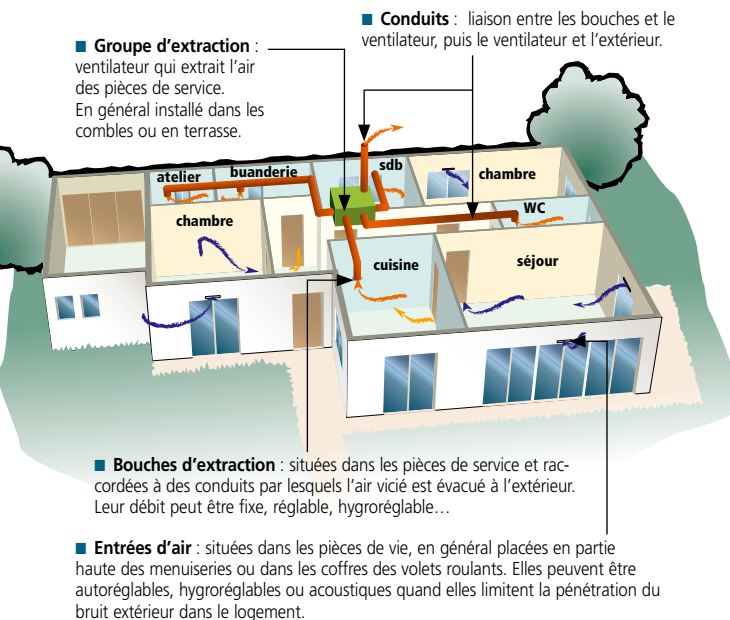 ■ Conduits : liaison entre les bouches et le
ventilateur, puis le ventilateur et l'extérieur.
■ Groupe d'extraction :
ventilateur qui extrait l'air
des pièces de service.
En général installé dans les
combles ou en terrasse.
atelier
buanderie
sdb
chambre
chambre
WC
cuisine
séjour
■ Bouches d'extraction : situées dans les pièces de service et rac-
cordées à des conduits par lesquels l'air vicié est évacué à l'extérieur.
Leur débit peut être fixe, réglable, hygroréglable…
■ Entrées d'air : situées dans les pièces de vie, en général placées en partie
haute des menuiseries ou dans les coffres des volets roulants. Elles peuvent être
autoréglables, hygroréglables ou acoustiques quand elles limitent la pénétration du
bruit extérieur dans le logement.